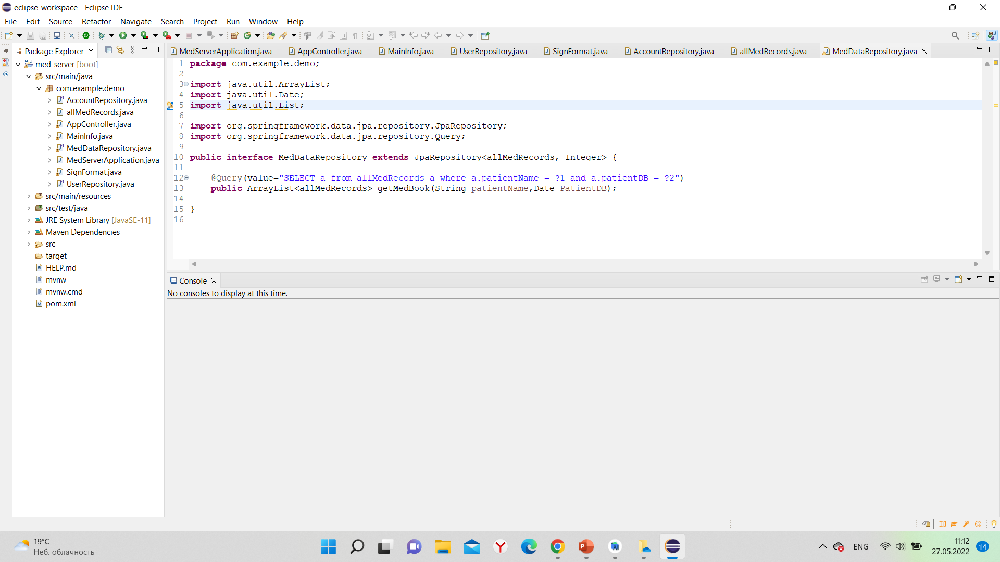 eclipse-workspace - Eclipse IDE
File Edit Source Refactor Navigate Search Project Run Window Help
Package Explorer
MedServerApplication.java AppController.java MainInfo.java UserRepository.java SignFormat.java AccountRepository.java allMedRecords.java MedDataRepository.java
med-server [boot]
src/main/java
com.example.demo
AccountRepository.java
allMedRecords.java
AppController.java
MainInfo.java
MedDataRepository.java
MedServerApplication.java
SignFormat.java
UserRepository.java
src/main/resources
src/test/java
JRE System Library [JavaSE-11]
Maven Dependencies
src
target
HELP.md
mvnw
mvnw.cmd
pom.xml
1 package com.example.demo;
2
3 import java.util.ArrayList;
4 import java.util.Date;
5 import java.util.List;
6
7 import org.springframework.data.jpa.repository.JpaRepository;
8 import org.springframework.data.jpa.repository.Query;
9
10 public interface MedDataRepository extends JpaRepository<allMedRecords, Integer> {
11
12 @Query(value="SELECT a from allMedRecords a where a.patientName = ?1 and a.patientDB = ?2")
13 public ArrayList<allMedRecords> getMedBook(String patientName,Date PatientDB);
14
15 }
16
Console
No consoles to display at this time.
19°C
Неб. облачность
ENG
11:12
27.05.2022
14